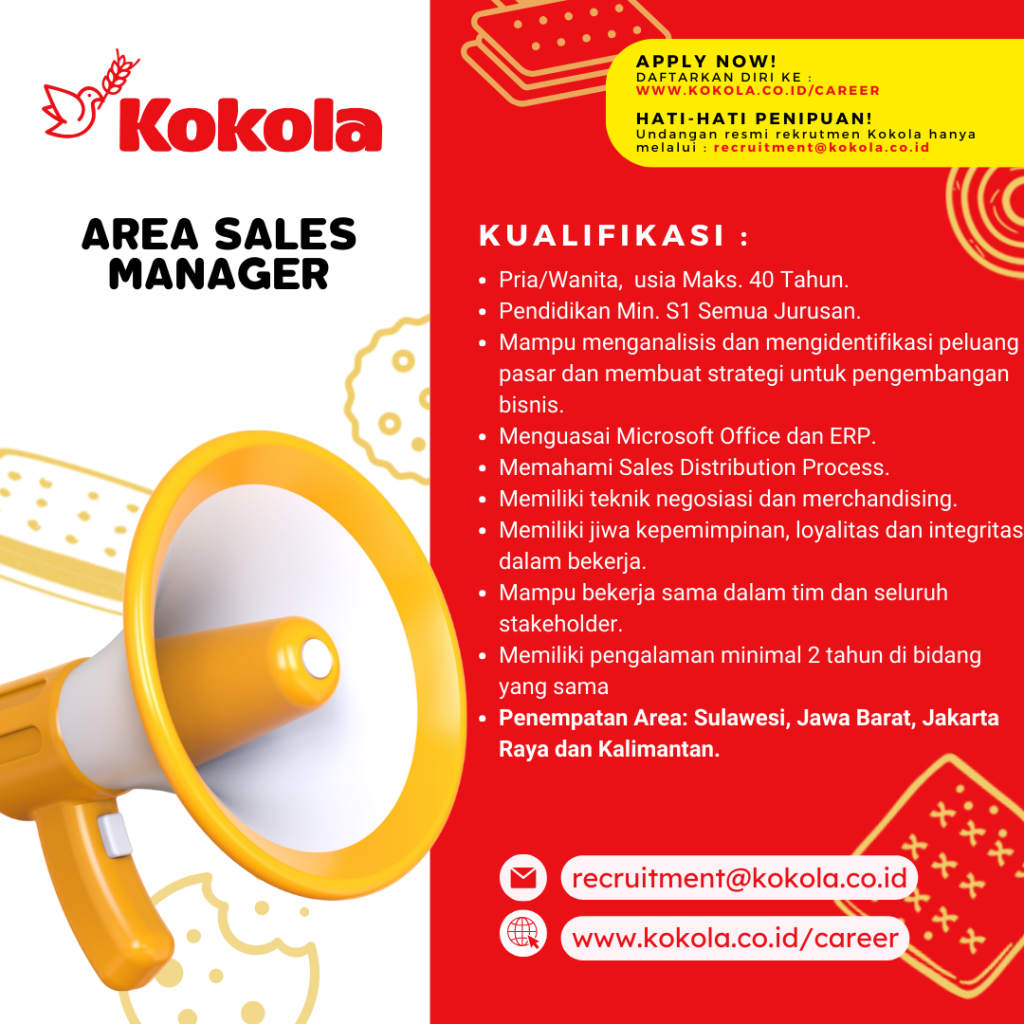 Kokola
AREA SALES
MANAGER
APPLY NOW!
DAFTARKAN DIRI KE :
WWW.KOKOLA.CO.ID/CAREER
HATI-HATI PENIPUAN!
Undangan resmi rekrutmen Kokola hanya
melalui : recruitment@kokola.co.id
KUALIFIKASI :
• Pria/Wanita, usia Maks. 40 Tahun.
• Pendidikan Min. S1 Semua Jurusan.
• Mampu menganalisis dan mengidentifikasi peluang
pasar dan membuat strategi untuk pengembangan
bisnis.
• Menguasai Microsoft Office dan ERP.
• Memahami Sales Distribution Process.
• Memiliki teknik negosiasi dan merchandising.
• Memiliki jiwa kepemimpinan, loyalitas dan integritas
dalam bekerja.
• Mampu bekerja sama dalam tim dan seluruh
stakeholder.
• Memiliki pengalaman minimal 2 tahun di bidang
yang sama
• Penempatan Area: Sulawesi, Jawa Barat, Jakarta
Raya dan Kalimantan.
recruitment@kokola.co.id
www.kokola.co.id/career